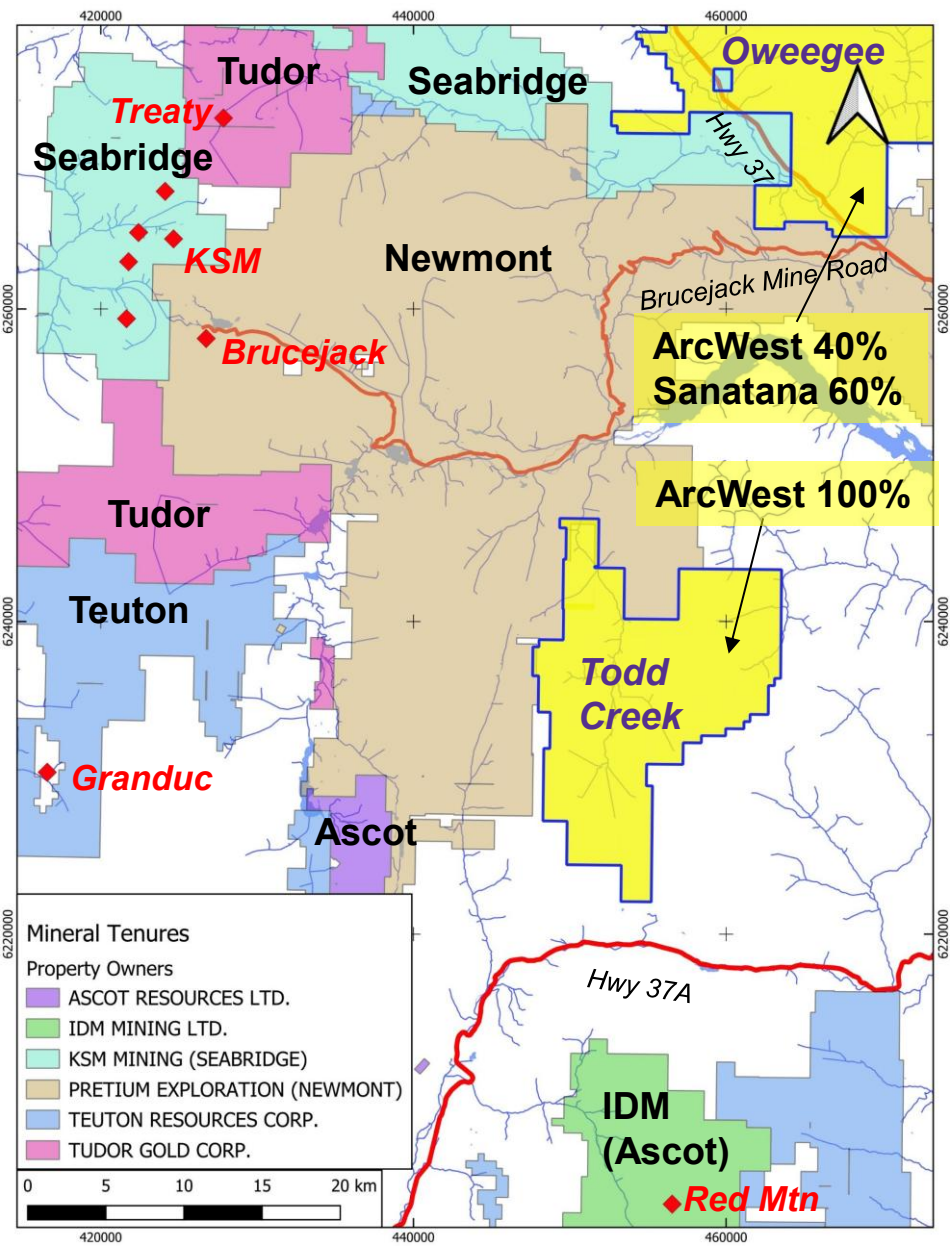 420000
440000
460000
Tudor
Seabridge
Oweegee
Treaty
Seabridge
Hwy 37
KSM
Newmont
Brucejack Mine Road
6260000
6260000
Brucejack
ArcWest 40%
Sanatana 60%
ArcWest 100%
Tudor
Teuton
6240000
6240000
Todd
Creek
Granduc
Ascot
6220000
6220000
Hwy 37A
Mineral Tenures
Property Owners
ASCOT RESOURCES LTD.
IDM MINING LTD.
KSM MINING (SEABRIDGE)
PRETIUM EXPLORATION (NEWMONT)
TEUTON RESOURCES CORP.
TUDOR GOLD CORP.
0 5 10 15 20 km
IDM
(Ascot)
Red Mtn
420000
440000
460000